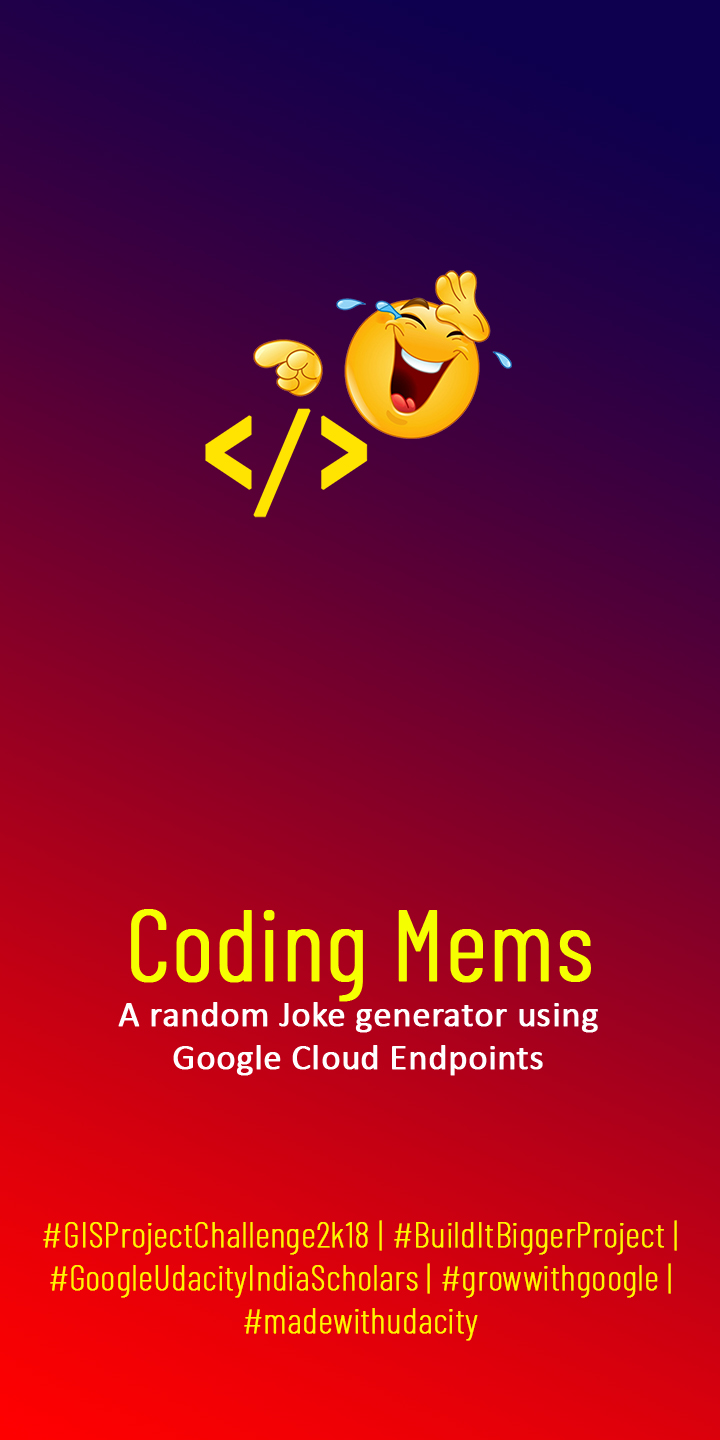 </>
Coding Mems
A random Joke generator using
Google Cloud Endpoints
#GISProjectChallenge2k18 | #BuildItBiggerProject |
#GoogleUdacityIndiaScholars | #growwithgoogle |
#madewithudacity